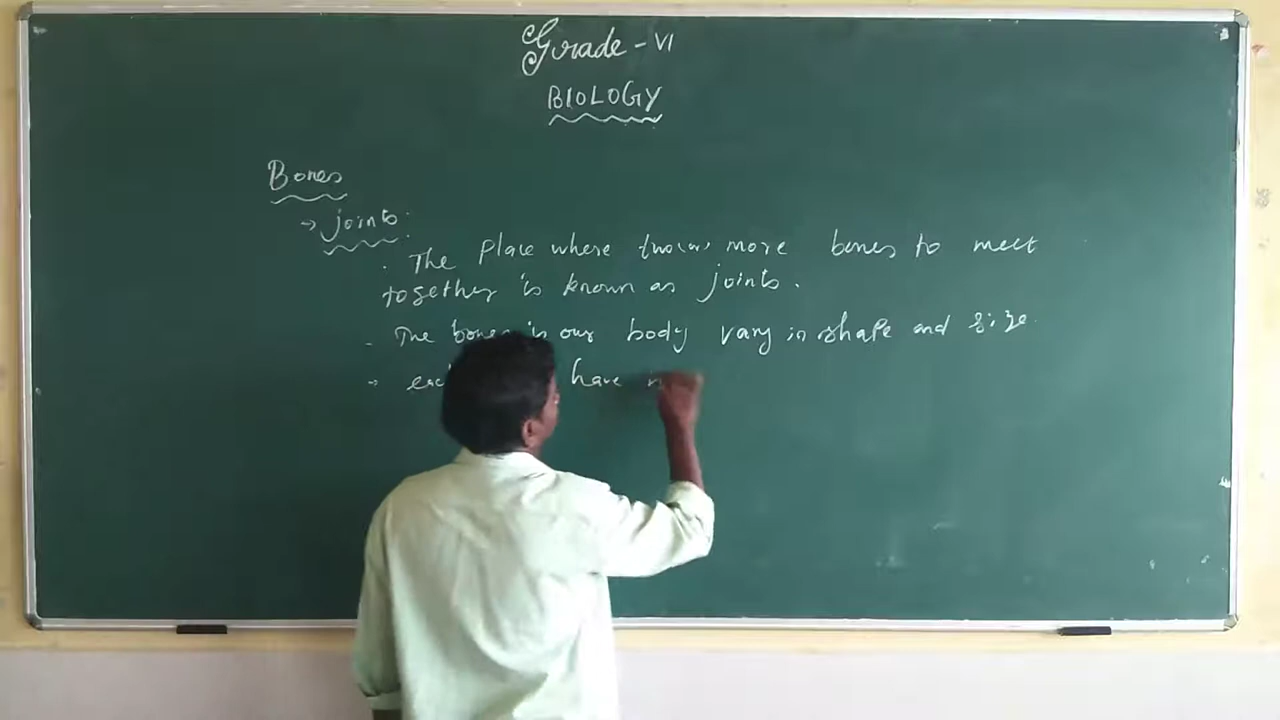 Grade - VI
BIOLOGY
Bones
→ joints:
. The place where two(or) more bones to meet
together is known as joints.
- The bones in our body vary in shape and size.
→ have